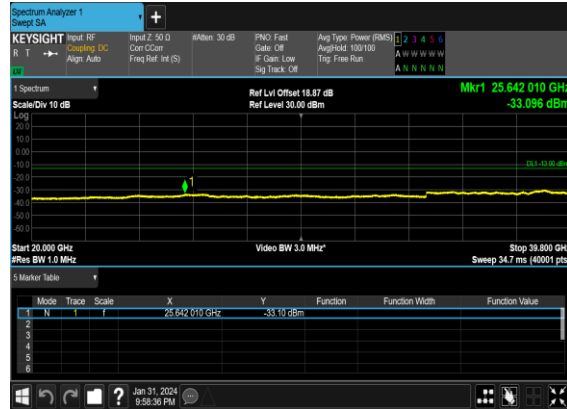 Spectrum Analyzer 1
Swept SA
+
KEYSIGHT Input: RF Input Z: 50 Ω #Atten: 30 dB PNO: Fast Avg Type: Power (RMS) 1 2 3 4 5 6
R T Coupling: DC Corr CCorr Gate: Off Avg|Hold: 100/100 A W W W W W
Align: Auto Freq Ref: Int (S) IF Gain: Low Trig: Free Run
Sig Track: Off A N N N N N
1 Spectrum Ref Lvl Offset 18.87 dB Mkr1 25.642 010 GHz
Scale/Div 10 dB Ref Level 30.00 dBm -33.096 dBm
Log
20.0
10.0
0.00
-10.0 DL1 -13.00 dBm
-20.0
-30.0
-40.0
-50.0
-60.0
1
Start 20.000 GHz Video BW 3.0 MHz* Stop 39.800 GHz
#Res BW 1.0 MHz Sweep 34.7 ms (40001 pts)
5 Marker Table
Mode Trace Scale X Y Function Function Width Function Value
1 N 1 f 25.642 010 GHz -33.10 dBm
2
3
4
5
6
? Jan 31, 2024
9:58:36 PM